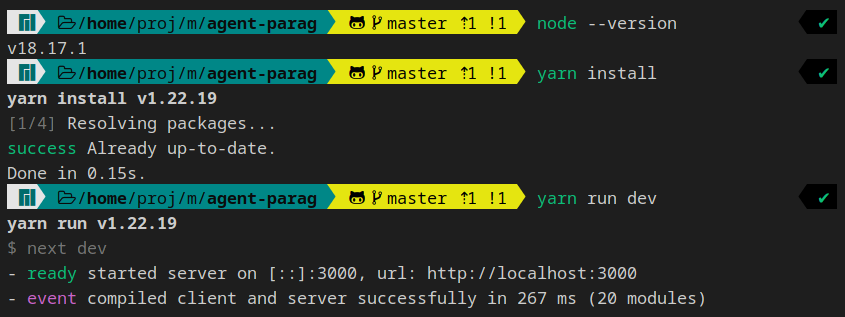 /home/proj/m/agent-parag master ⇡1 !1 node --version ✔
v18.17.1
/home/proj/m/agent-parag master ⇡1 !1 yarn install ✔
yarn install v1.22.19
[1/4] Resolving packages...
success Already up-to-date.
Done in 0.15s.
/home/proj/m/agent-parag master ⇡1 !1 yarn run dev ✔
yarn run v1.22.19
$ next dev
- ready started server on [::]:3000, url: http://localhost:3000
- event compiled client and server successfully in 267 ms (20 modules)